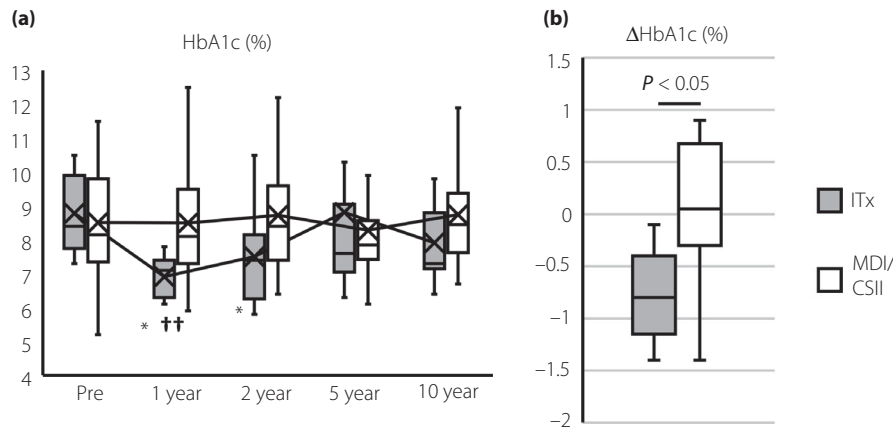 (a)
HbA1c (%)
13
12
11
10
9
8
7
6
5
4
* ††
*
Pre 1 year 2 year 5 year 10 year
(b)
ΔHbA1c (%)
1.5
1
0.5
0
−0.5
−1
−1.5
−2
P < 0.05
ITx
MDI/
CSII